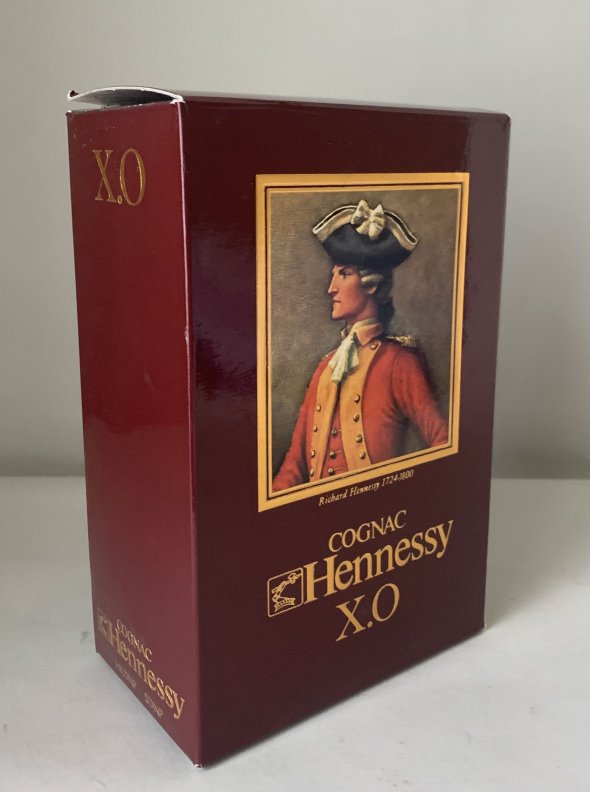 X.O
Richard Hennessy 1724-1800
COGNAC
Hennessy
X.O
COGNAC
Hennessy